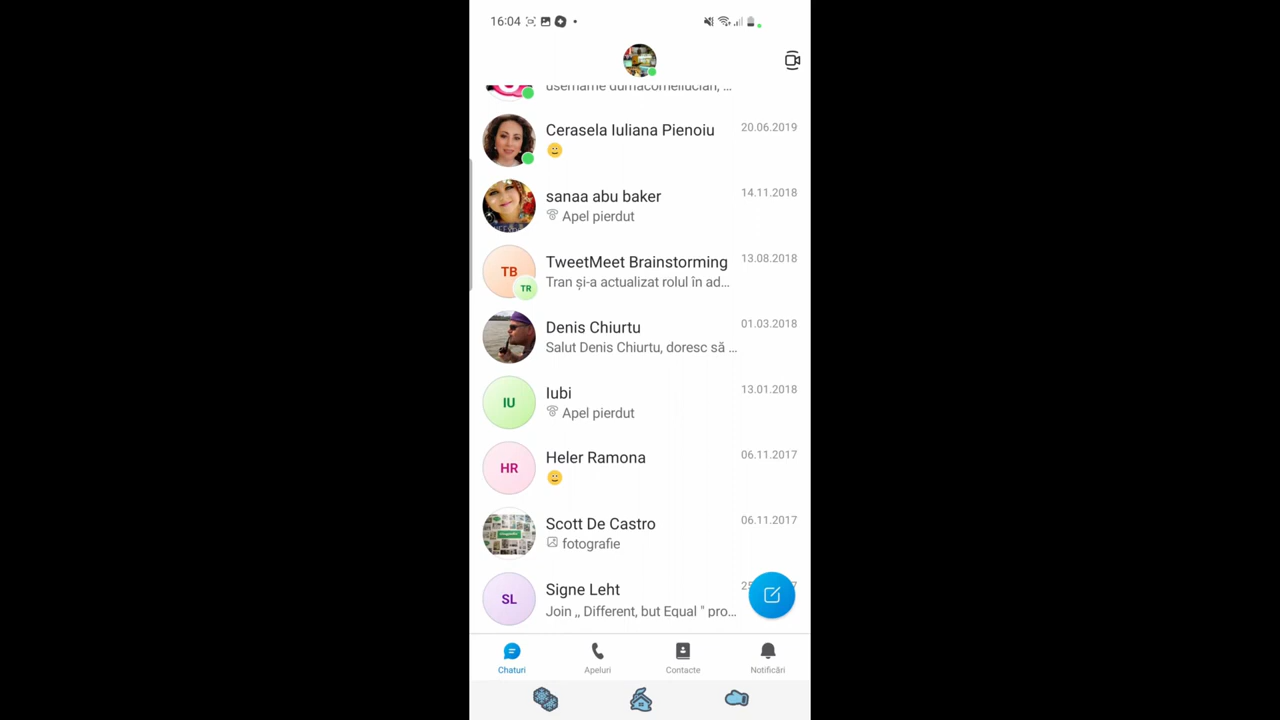 16:04
username dumacorneliucian, ...
Cerasela Iuliana Pienoiu
20.06.2019
sanaa abu baker
14.11.2018
Apel pierdut
TB
TR
TweetMeet Brainstorming
13.08.2018
Tran și-a actualizat rolul în ad...
Denis Chiurtu
01.03.2018
Salut Denis Chiurtu, doresc să ...
IU
Iubi
13.01.2018
Apel pierdut
HR
Heler Ramona
06.11.2017
Scott De Castro
06.11.2017
fotografie
SL
Signe Leht
Join ,, Different, but Equal " pro...
Chaturi
Apeluri
Contacte
Notificări